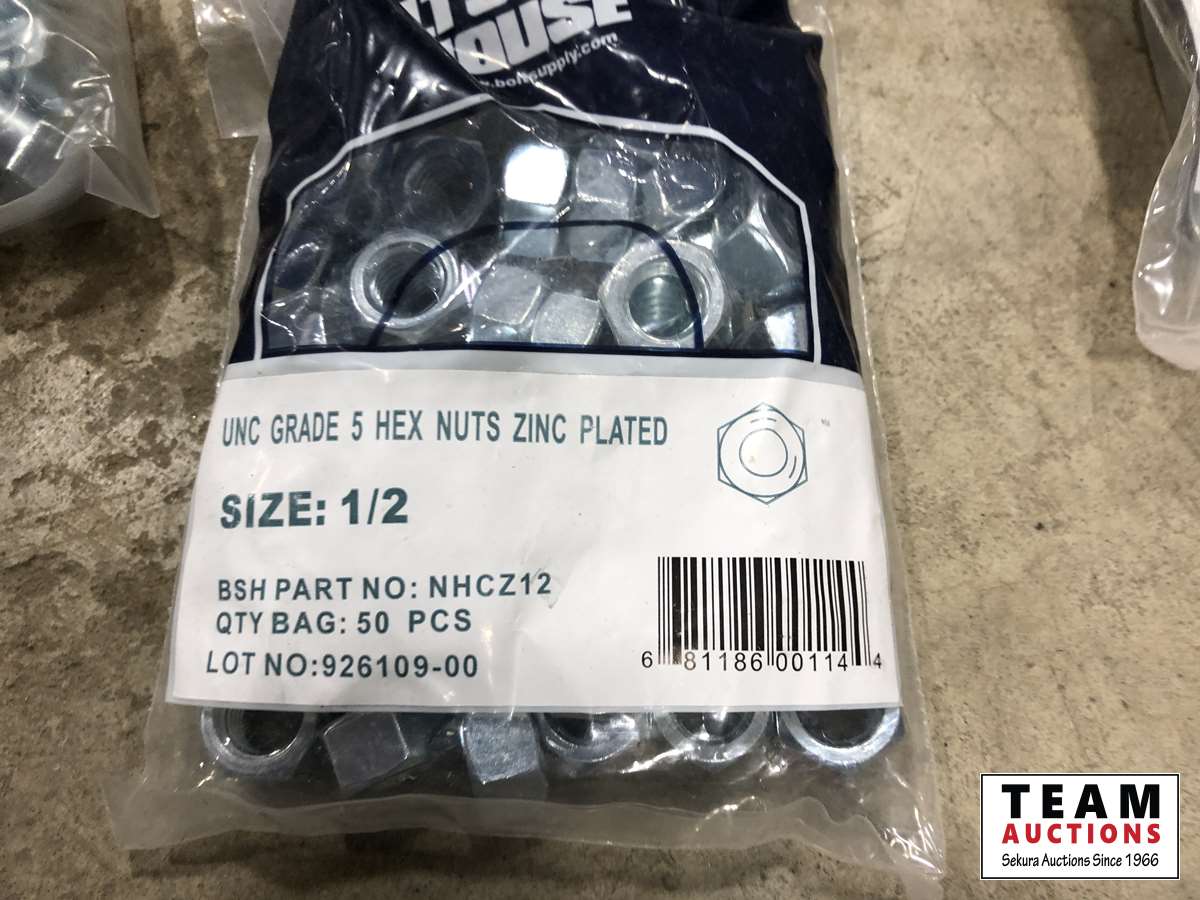 HOUSE
UNC GRADE 5 HEX NUTS ZINC PLATED
SIZE: 1/2
BSH PART NO: NHCZ12
QTY BAG: 50 PCS
LOT NO:926109-00
6 81186 00114 4
TEAM
AUCTIONS
Sekura Auctions Since 1966